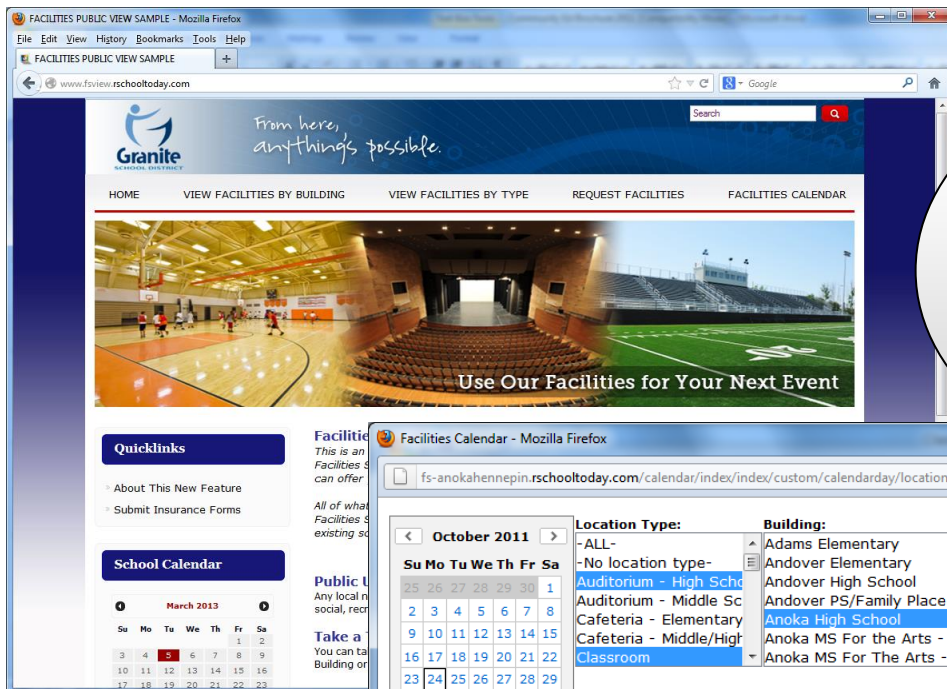 FACILITIES PUBLIC VIEW SAMPLE - Mozilla Firefox
File Edit View History Bookmarks Tools Help
FACILITIES PUBLIC VIEW SAMPLE +
www.fsview.rschooltoday.com
Google
Granite
SCHOOL DISTRICT
From here,
anything's possible.
Search
HOME VIEW FACILITIES BY BUILDING VIEW FACILITIES BY TYPE REQUEST FACILITIES FACILITIES CALENDAR
Use Our Facilities for Your Next Event
Quicklinks
About This New Feature
Submit Insurance Forms
School Calendar
March 2013
Su Mo Tu We Th Fr Sa
1 2
3 4 5 6 7 8 9
10 11 12 13 14 15 16
17 18 19 20 21 22 23
Facilitie
This is an
Facilities S
can offer
All of what
Facilities S
existing sc
Public U
Any local n
social, recr
Take a
You can ta
Building or
Facilities Calendar - Mozilla Firefox
fs-anokahennepin.rschooltoday.com/calendar/index/index/custom/calendarday/location
October 2011
Su Mo Tu We Th Fr Sa
25 26 27 28 29 30 1
2 3 4 5 6 7 8
9 10 11 12 13 14 15
16 17 18 19 20 21 22
23 24 25 26 27 28 29
Location Type:
-ALL-
-No location type-
Auditorium - High Scho
Auditorium - Middle Sc
Cafeteria - Elementary
Cafeteria - Middle/High
Classroom
Building:
Adams Elementary
Andover Elementary
Andover High School
Andover PS/Family Place
Anoka High School
Anoka MS For the Arts -
Anoka MS For The Arts -